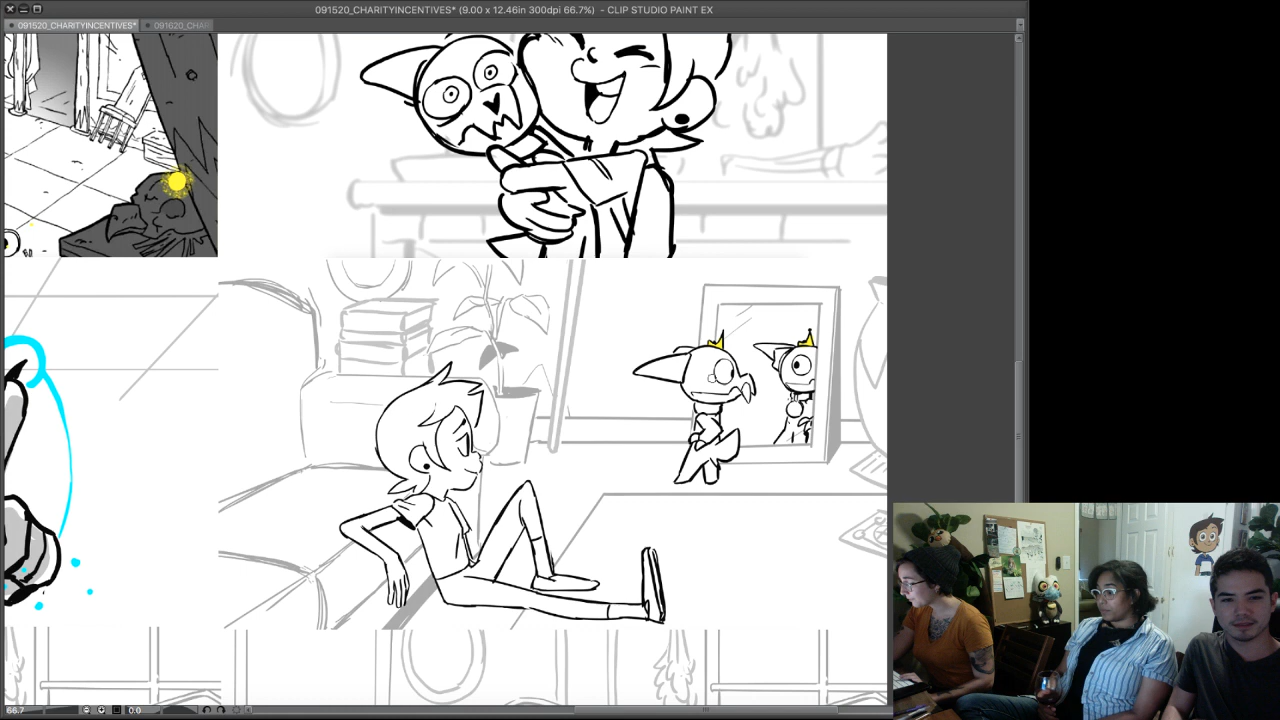 091520_CHARITYINCENTIVES* (9.00 x 12.46in 300dpi 66.7%) - CLIP STUDIO PAINT EX
091520_CHARITYINCENTIVES*
091620_CHAR
66.7
0.0